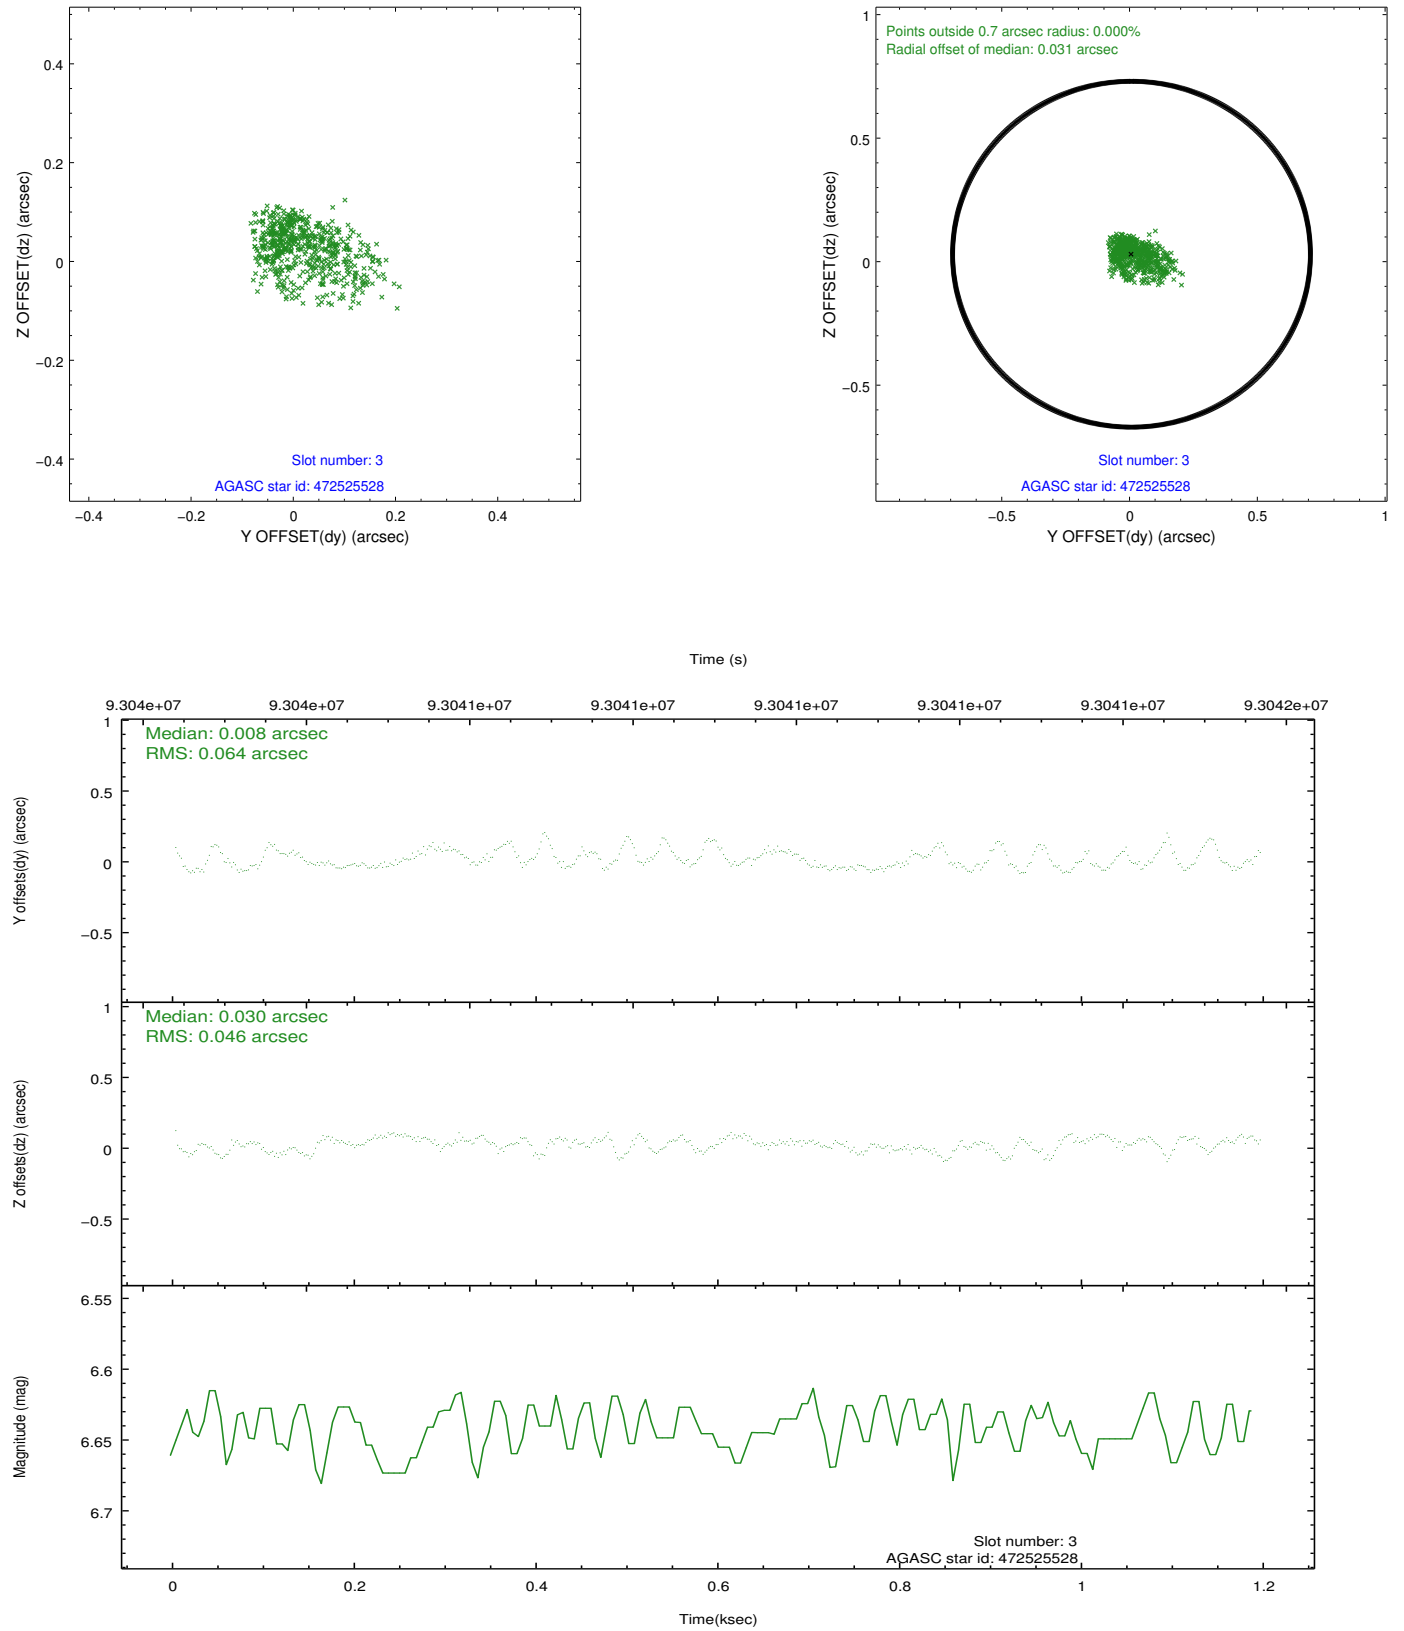 0.4
0.2
0
−0.2
−0.4
−0.4
−0.2
0
0.2
0.4
Z OFFSET(dz) (arcsec)
Y OFFSET(dy) (arcsec)
Slot number: 3
AGASC star id: 472525528
Points outside 0.7 arcsec radius: 0.000%
Radial offset of median: 0.031 arcsec
1
0.5
0
−0.5
−0.5
0
0.5
1
Z OFFSET(dz) (arcsec)
Y OFFSET(dy) (arcsec)
Slot number: 3
AGASC star id: 472525528
Time (s)
9.304e+07
9.304e+07
9.3041e+07
9.3041e+07
9.3041e+07
9.3041e+07
9.3041e+07
9.3042e+07
Median: 0.008 arcsec
RMS: 0.064 arcsec
1
0.5
0
−0.5
Y offsets(dy) (arcsec)
Median: 0.030 arcsec
RMS: 0.046 arcsec
1
0.5
0
−0.5
Z offsets(dz) (arcsec)
6.55
6.6
6.65
6.7
Magnitude (mag)
Slot number: 3
AGASC star id: 472525528
0
0.2
0.4
0.6
0.8
1
1.2
Time(ksec)